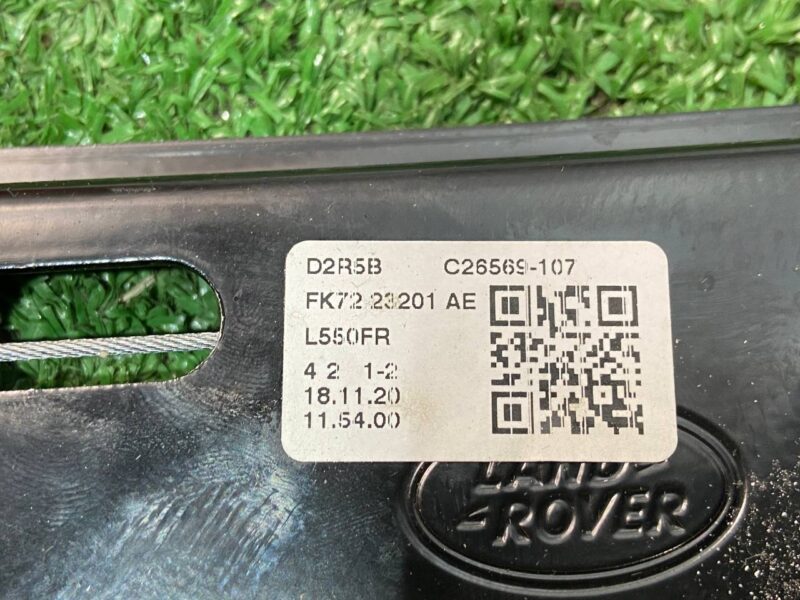 D2R5B C26569-107
FK72 23201 AE
L550FR
4 2 1-2
18.11.20
11.54.00
LAND
ROVER